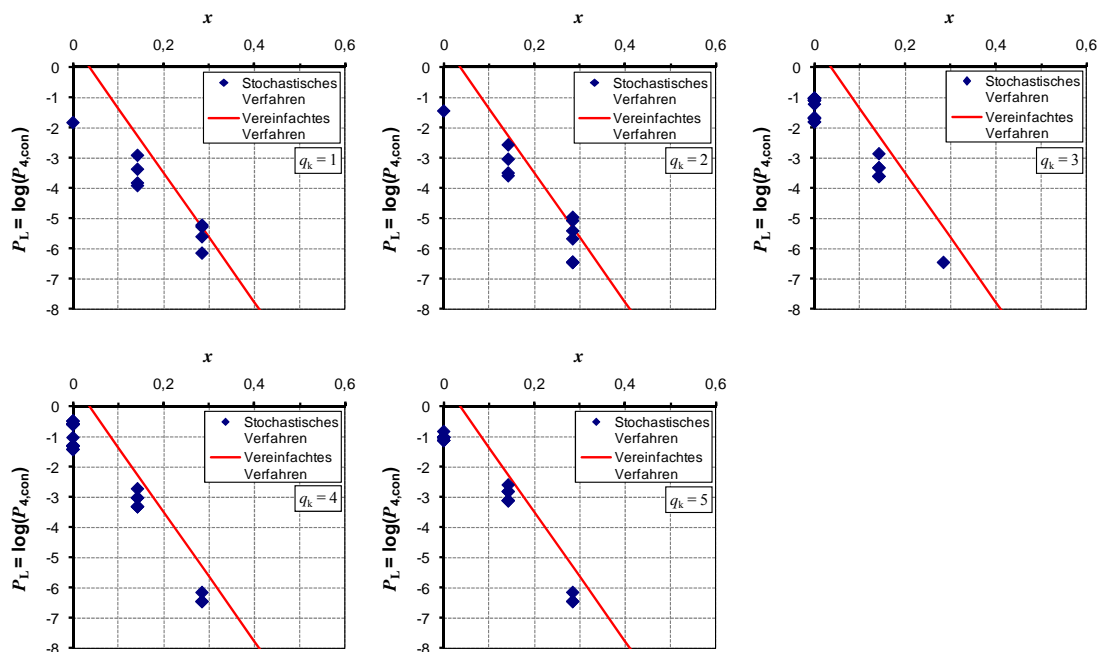 x
0 0,2 0,4 0,6
0
-1
-2
-3
-4
-5
-6
-7
-8
P_L = log(P_4,con)
Stochastisches
Verfahren
Vereinfachtes
Verfahren
q_k = 1
x
0 0,2 0,4 0,6
0
-1
-2
-3
-4
-5
-6
-7
-8
P_L = log(P_4,con)
Stochastisches
Verfahren
Vereinfachtes
Verfahren
q_k = 2
x
0 0,2 0,4 0,6
0
-1
-2
-3
-4
-5
-6
-7
-8
P_L = log(P_4,con)
Stochastisches
Verfahren
Vereinfachtes
Verfahren
q_k = 3
x
0 0,2 0,4 0,6
0
-1
-2
-3
-4
-5
-6
-7
-8
P_L = log(P_4,con)
Stochastisches
Verfahren
Vereinfachtes
Verfahren
q_k = 4
x
0 0,2 0,4 0,6
0
-1
-2
-3
-4
-5
-6
-7
-8
P_L = log(P_4,con)
Stochastisches
Verfahren
Vereinfachtes
Verfahren
q_k = 5